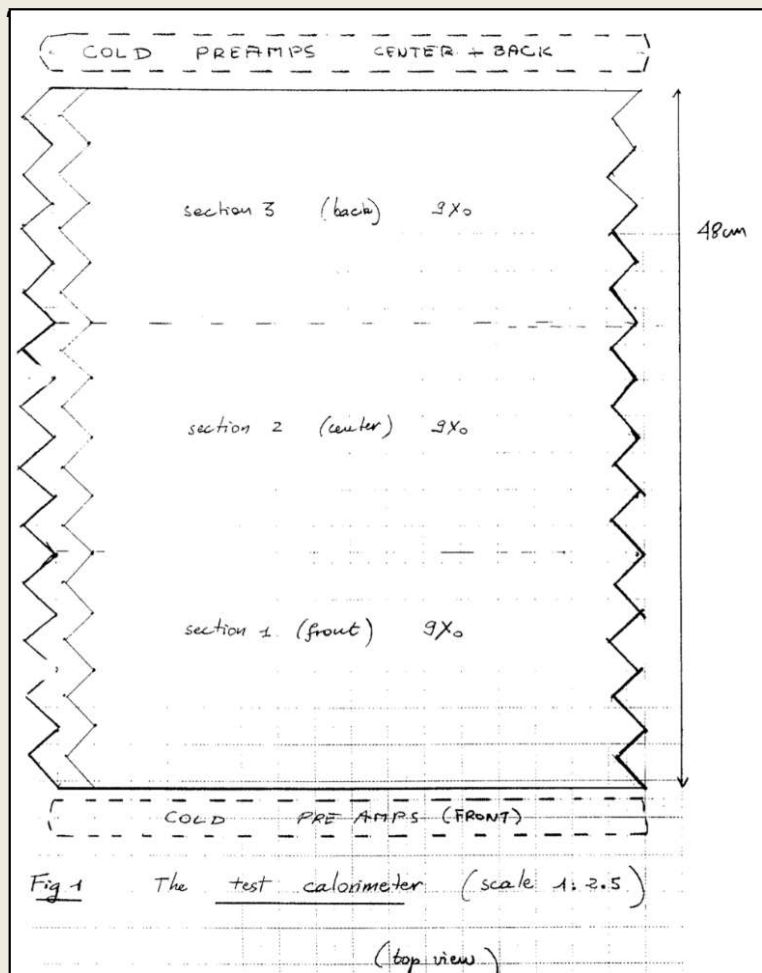 COLD PREAMPS CENTER + BACK
section 3 (back) 9X₀
48cm
section 2 (center) 9X₀
section 1. (front) 9X₀
COLD PRE AMPS (FRONT)
Fig 1 The test calorimeter (scale 1:2.5)
(top view)